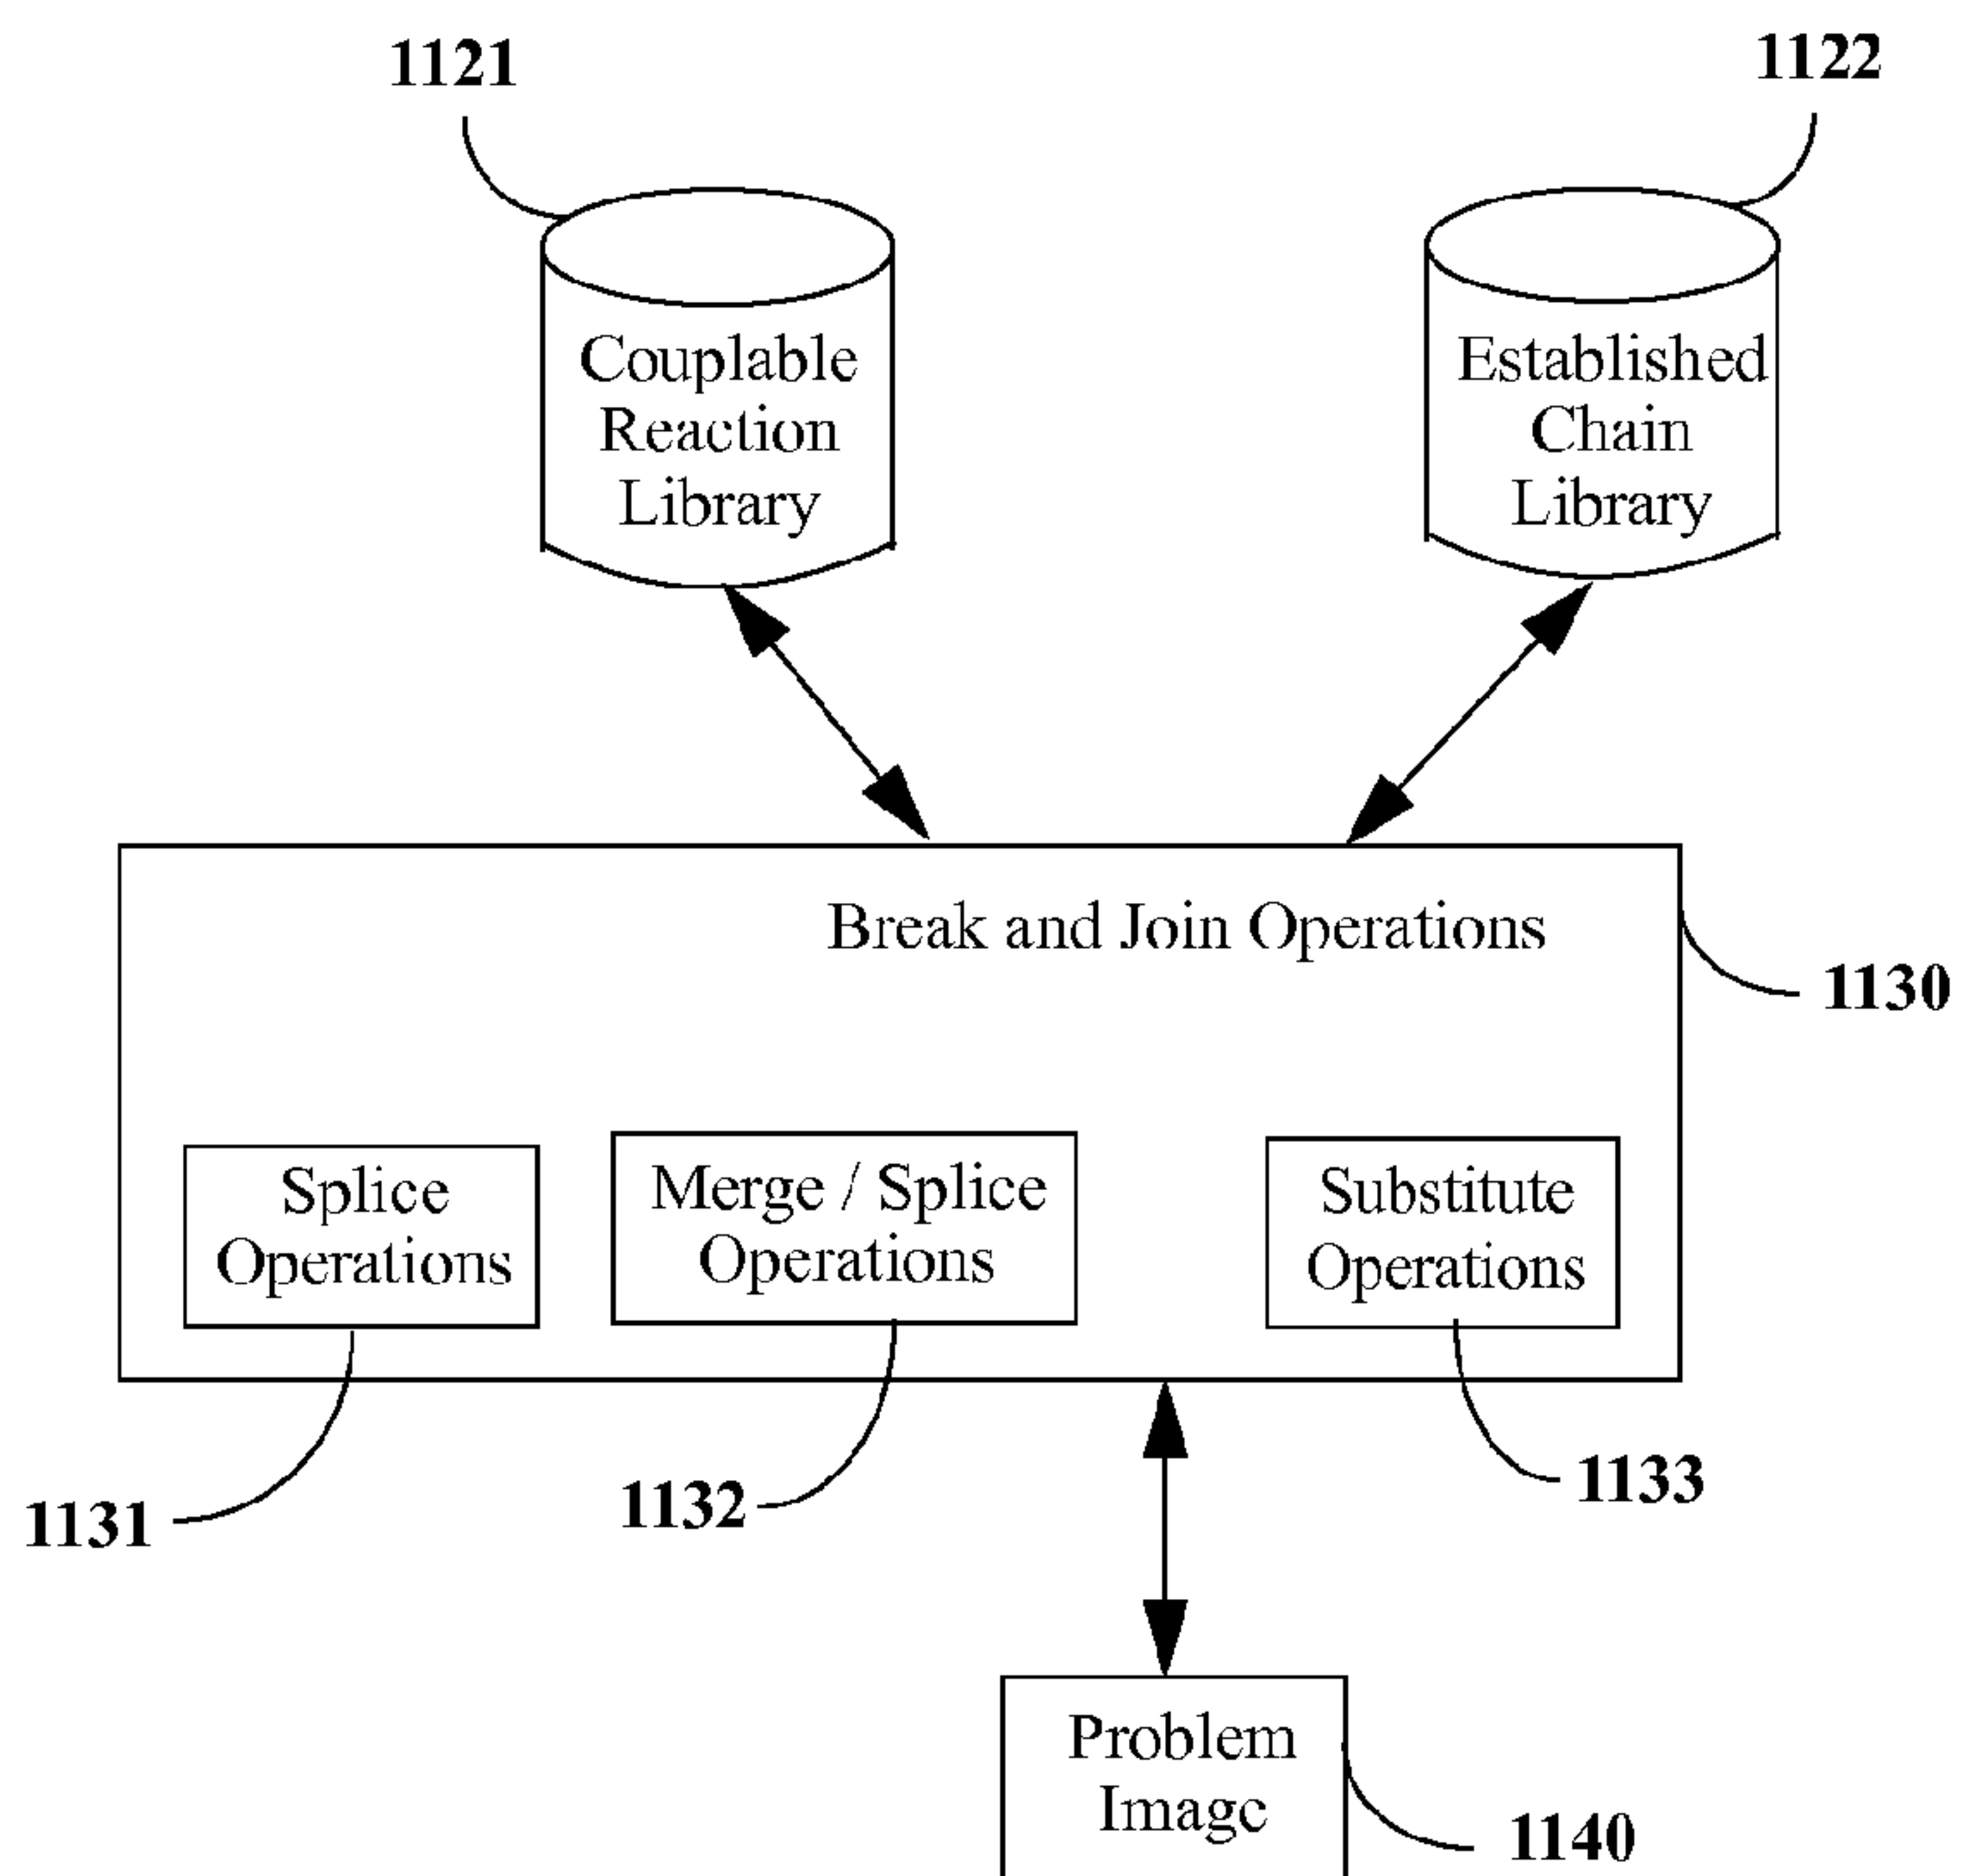 1121
1122
Couplable
Reaction
Library
Established
Chain
Library
Break and Join Operations
1130
Splice
Operations
Merge / Splice
Operations
Substitute
Operations
1131
1132
1133
Problem
Image
1140